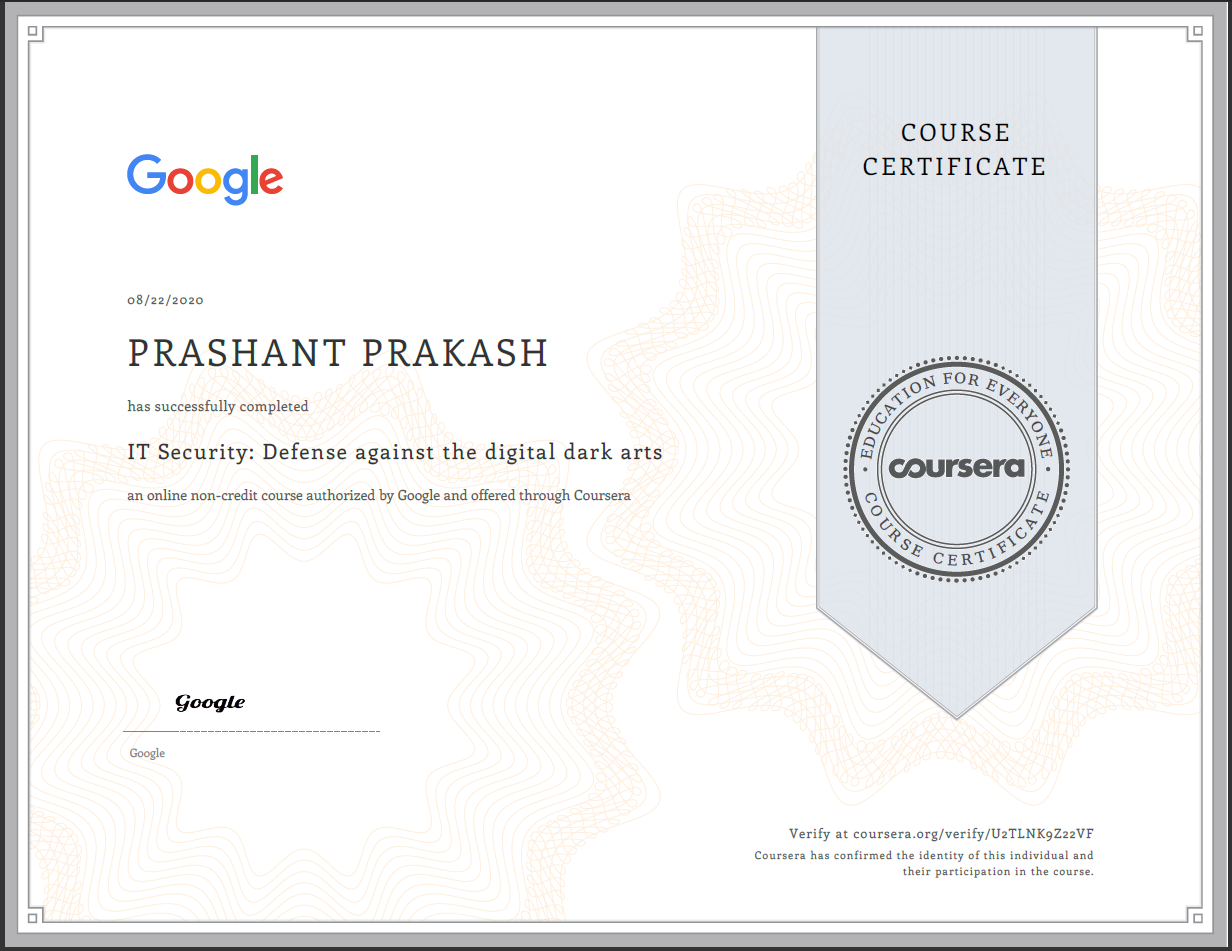 COURSE
CERTIFICATE
Google
08/22/2020
PRASHANT PRAKASH
has successfully completed
IT Security: Defense against the digital dark arts
an online non-credit course authorized by Google and offered through Coursera
EDUCATION FOR EVERYONE
coursera
COURSE CERTIFICATE
Google
Google
Verify at coursera.org/verify/U2TLNK9Z22VF
Coursera has confirmed the identity of this individual and
their participation in the course.